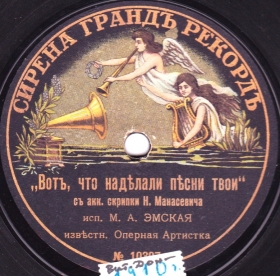 СИРЕНА ГРАНДЪ РЕКОРДЪ
„Вотъ, что надѣлали пѣсни твои“
съ акк. скрипки Н. Манасевича
исп. М. А. ЭМСКАЯ
извѣстн. Оперная Артистка